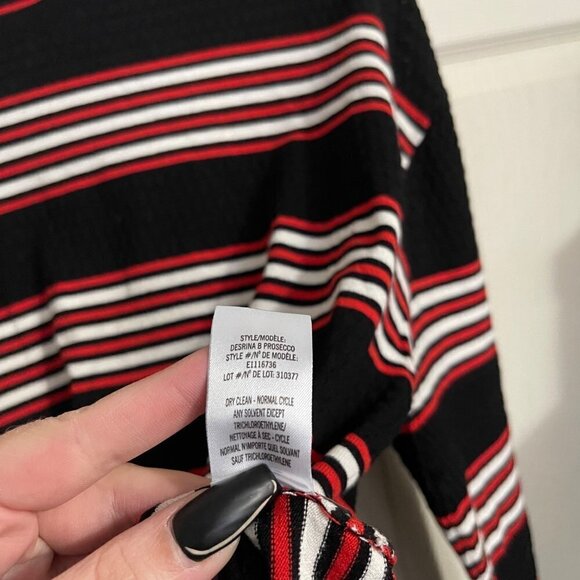 STYLE/MODÈLE:
DESRINA B PROSECCO
STYLE #/N° DE MODÈLE:
E1116736
LOT #/N° DE LOT: 310377
DRY CLEAN - NORMAL CYCLE
ANY SOLVENT EXCEPT
TRICHLOROETHYLENE/
NETTOYAGE À SEC - CYCLE
NORMAL N'IMPORTE QUEL SOLVANT
SAUF TRICHLOROETHYLENE